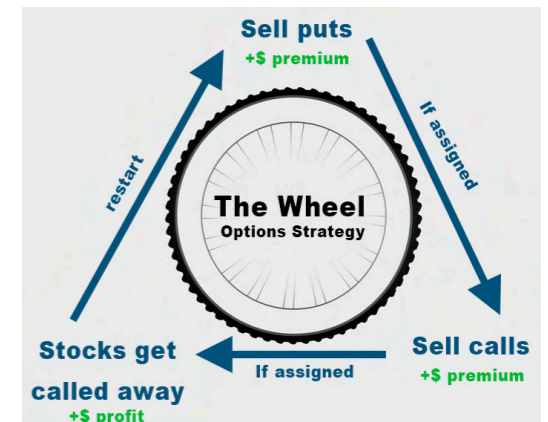 Sell puts
+$ premium
If assigned
restart
The Wheel
Options Strategy
Sell calls
+$ premium
If assigned
Stocks get
called away
+$ profit